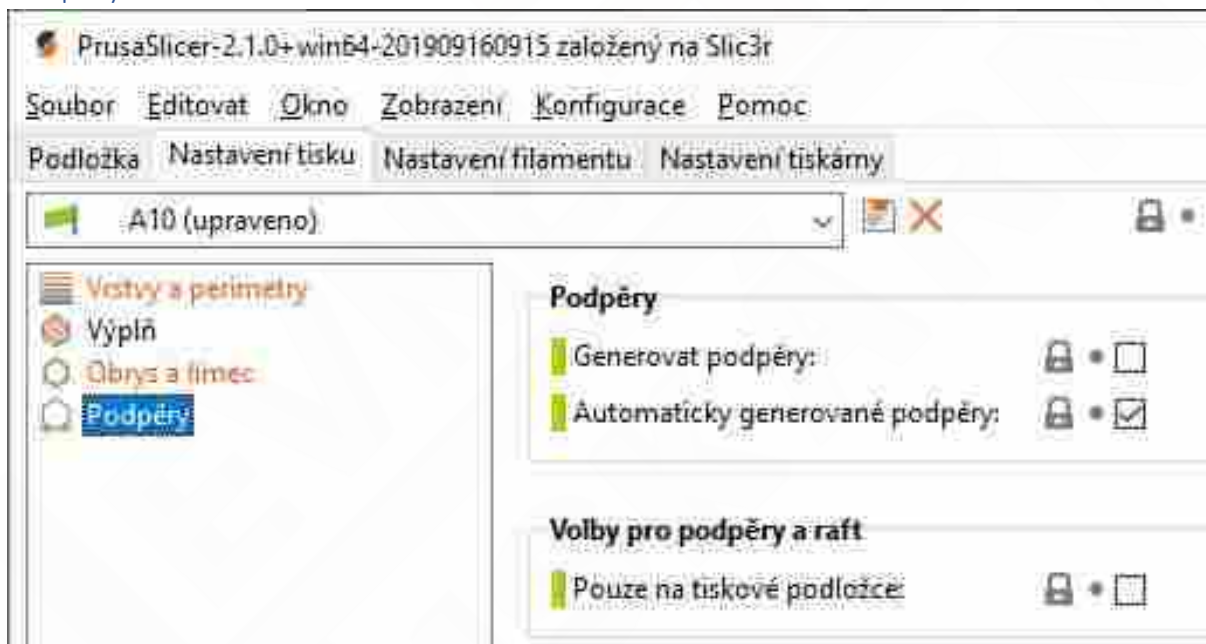 PrusaSlicer-2.1.0+win64-201909160915 založený na Slic3r
Soubor Editovat Okno Zobrazení Konfigurace Pomoc
Podložka Nastavení tisku Nastavení filamentu Nastavení tiskárny
A10 (upraveno)
Vrstvy a perimetry
Výplň
Obrys a límec
Podpěry
Podpěry
Generovat podpěry:
Automaticky generované podpěry:
Volby pro podpěry a raft
Pouze na tiskové podložce: